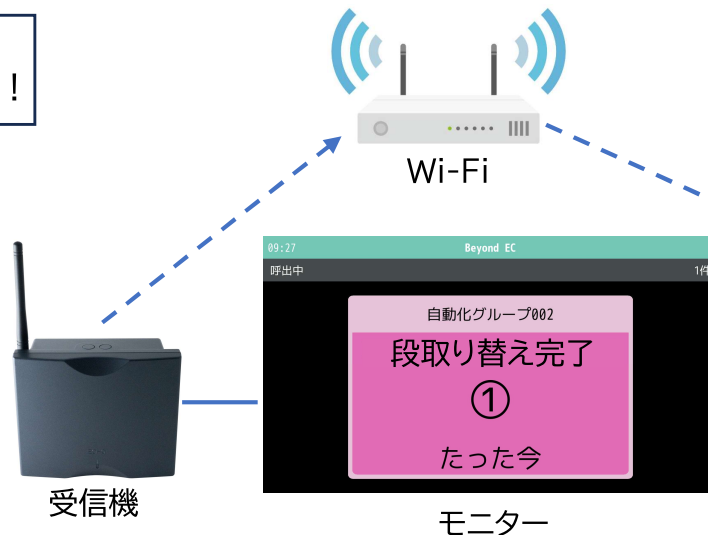 !
Wi-Fi
09:27
Beyond EC
呼出中
1件
自動化グループ002
段取り替え完了
①
たった今
受信機
モニター